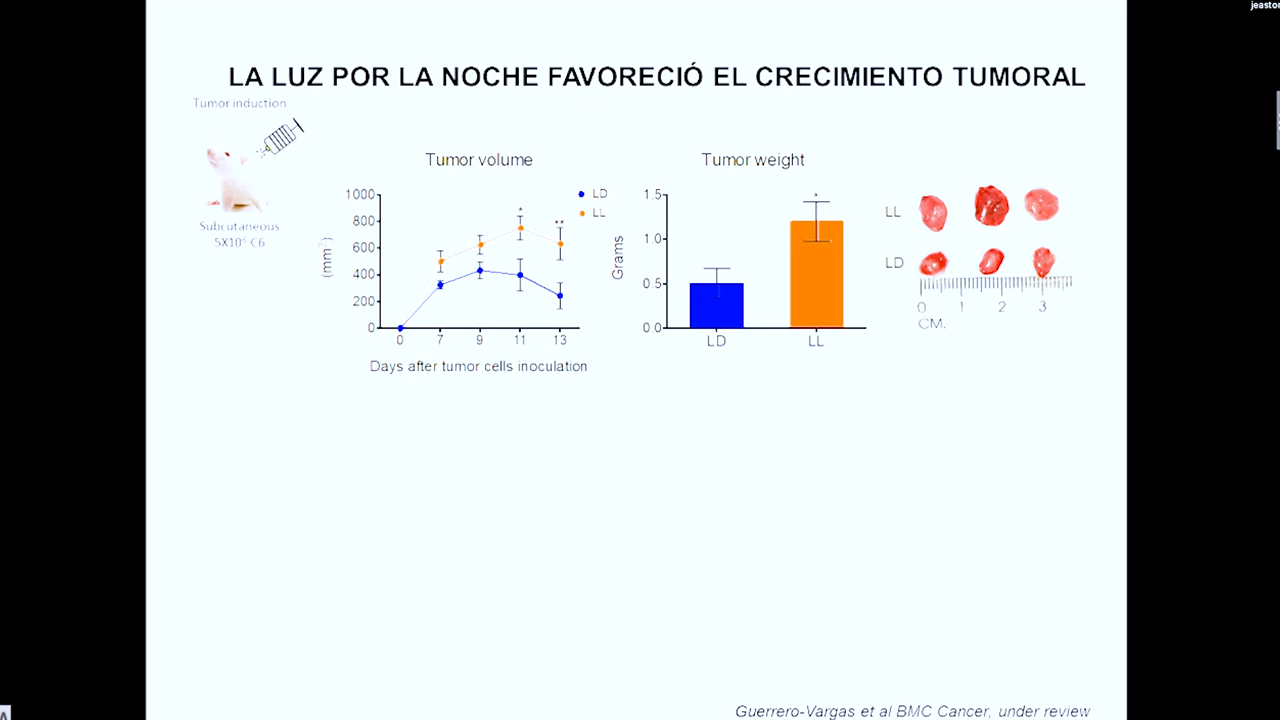 jeasto
LA LUZ POR LA NOCHE FAVORECIÓ EL CRECIMIENTO TUMORAL
Tumor induction
Subcutaneous
5X10⁶ C6
Tumor volume
1000
800
600
400
200
0
(mm³)
0 7 9 11 13
Days after tumor cells inoculation
*
**
LD
LL
Tumor weight
1.5
1.0
0.5
0.0
Grams
*
LD LL
LL
LD
0 1 2 3
CM.
Guerrero-Vargas et al BMC Cancer, under review